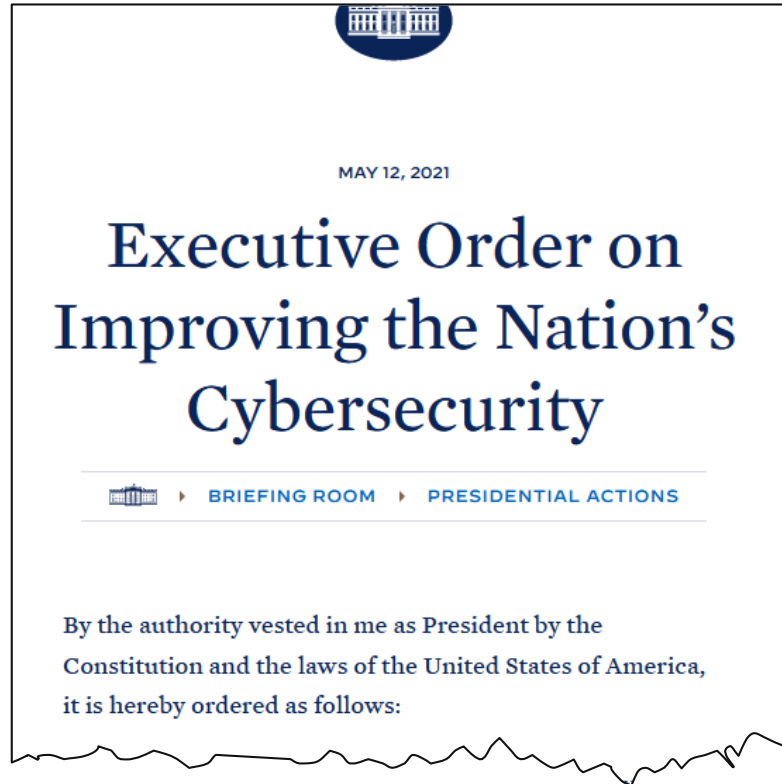 MAY 12, 2021
Executive Order on
Improving the Nation’s
Cybersecurity
BRIEFING ROOM PRESIDENTIAL ACTIONS
By the authority vested in me as President by the
Constitution and the laws of the United States of America,
it is hereby ordered as follows: